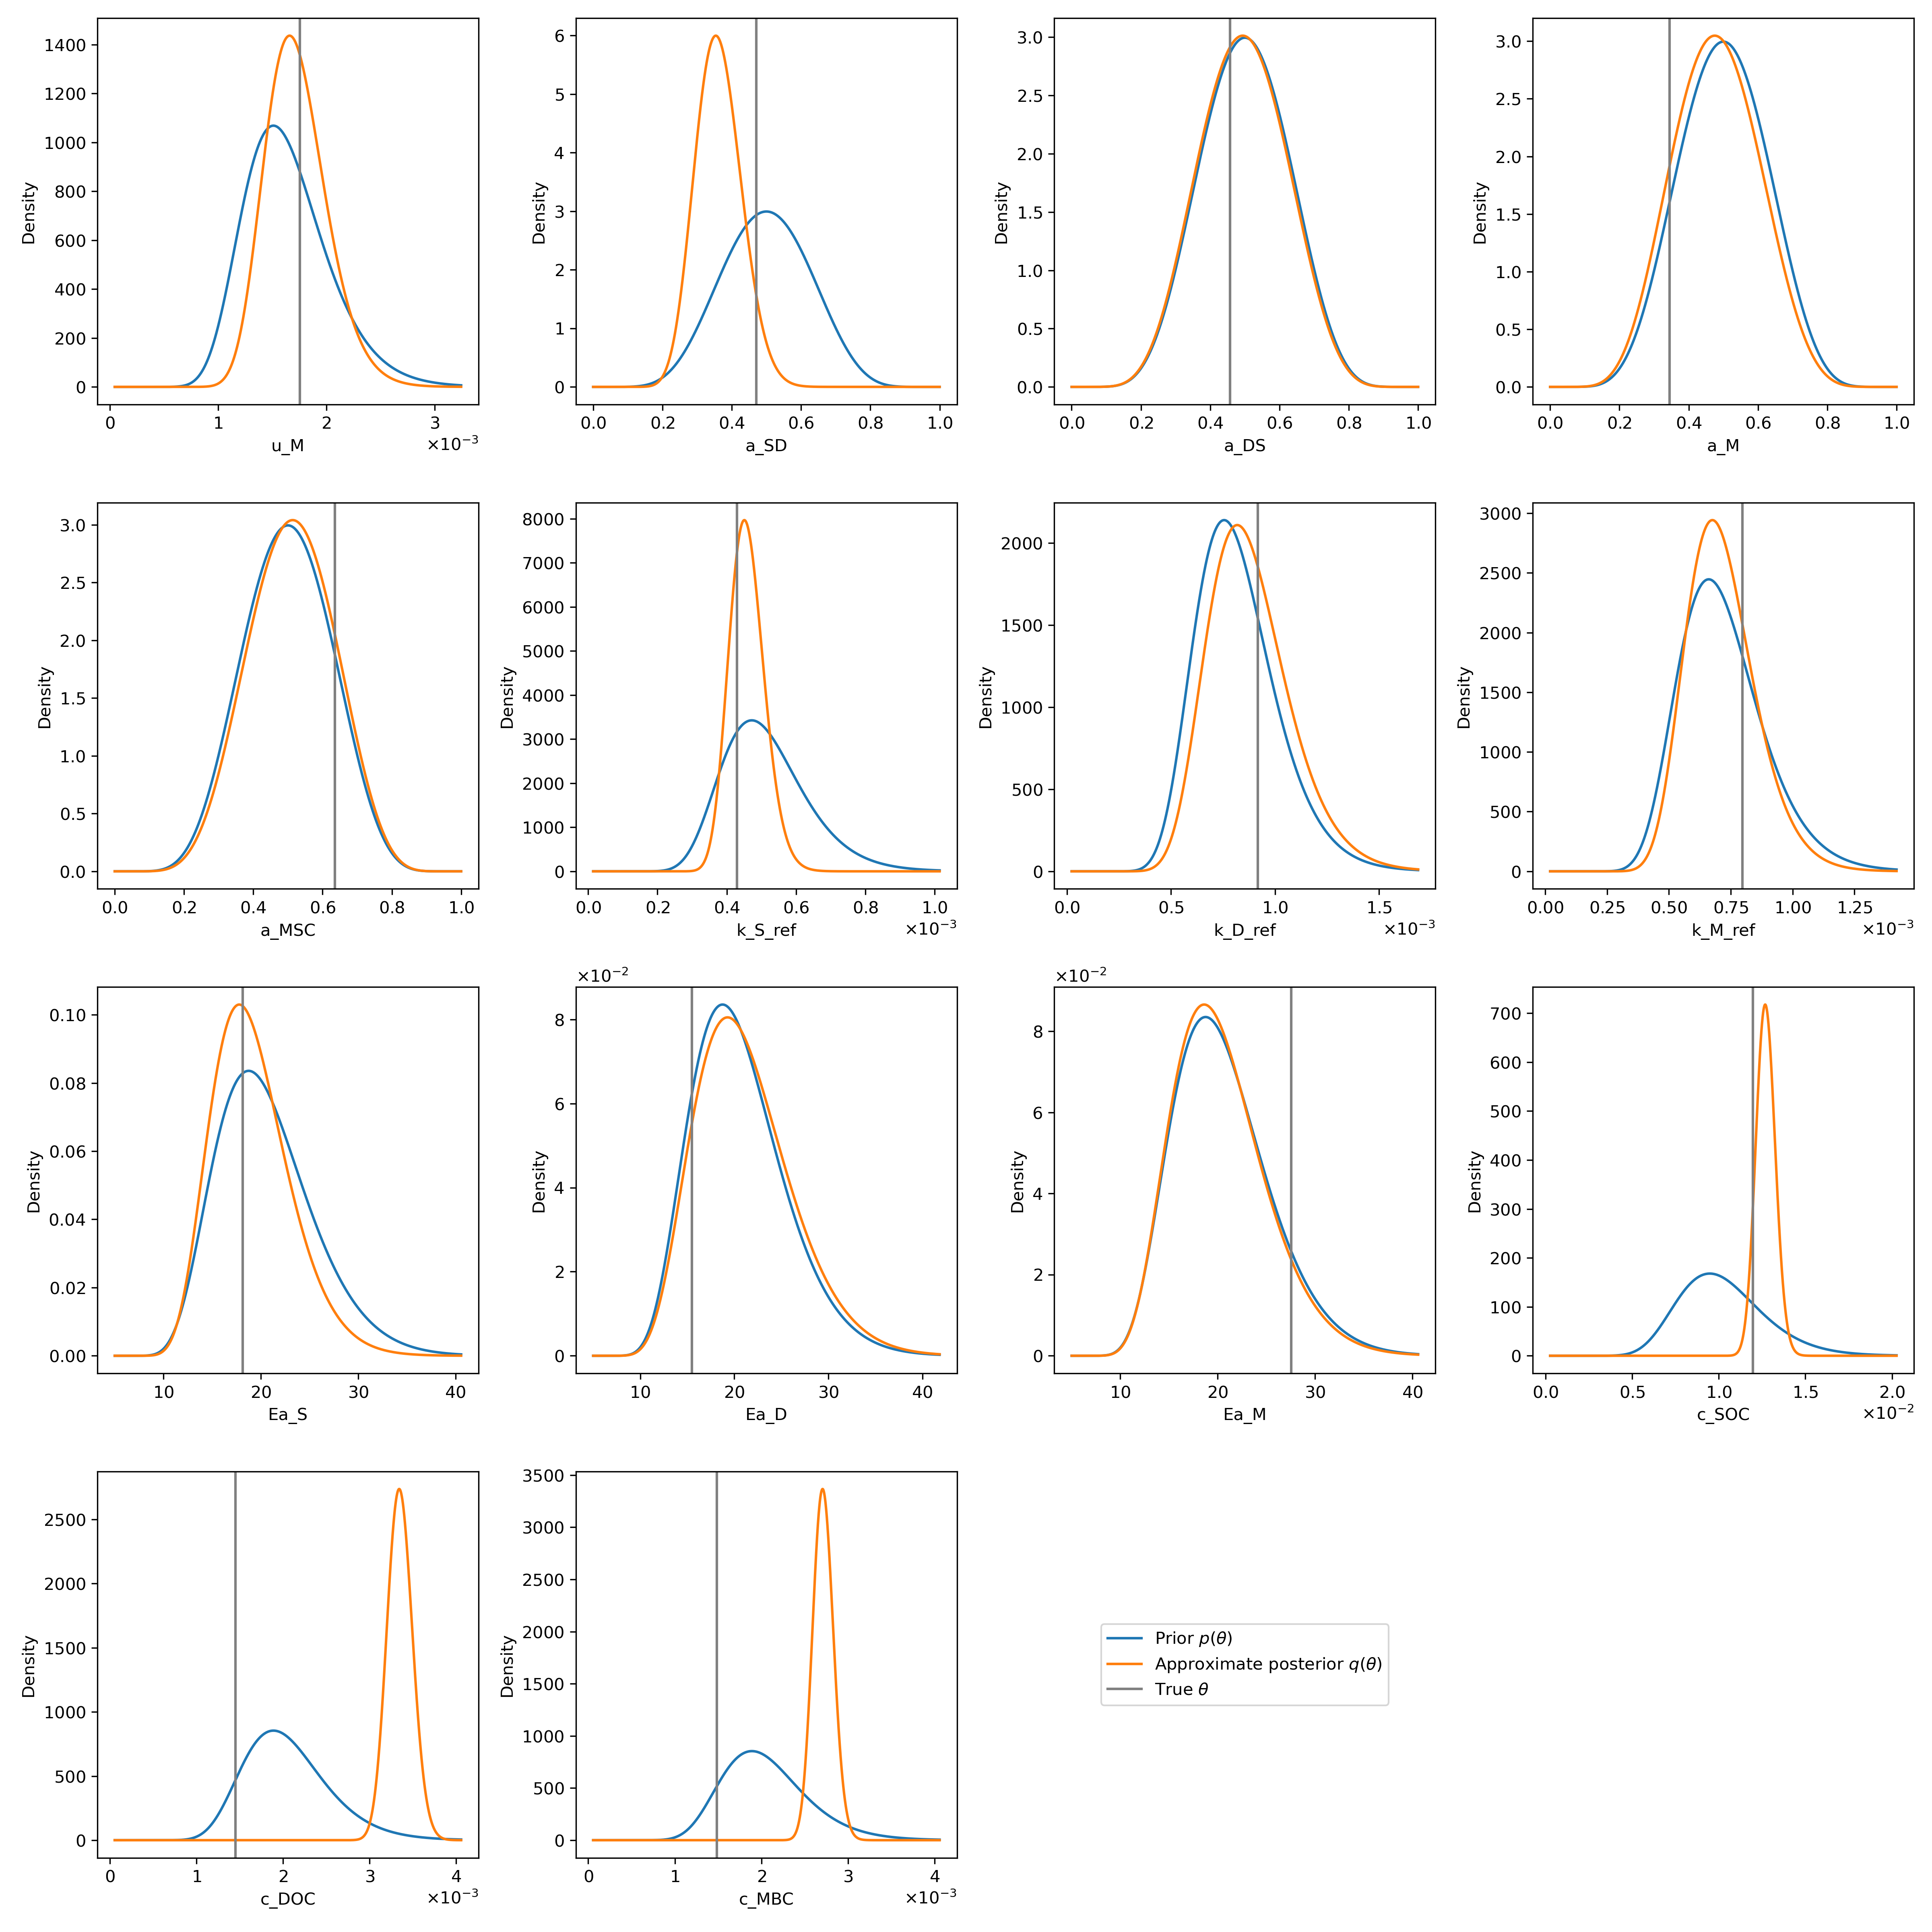 1400
1200
1000
800
600
400
200
0
Density
0 1 2 3
u_M ×10⁻³
6
5
4
3
2
1
0
Density
0.0 0.2 0.4 0.6 0.8 1.0
a_SD
3.0
2.5
2.0
1.5
1.0
0.5
0.0
Density
0.0 0.2 0.4 0.6 0.8 1.0
a_DS
3.0
2.5
2.0
1.5
1.0
0.5
0.0
Density
0.0 0.2 0.4 0.6 0.8 1.0
a_M
3.0
2.5
2.0
1.5
1.0
0.5
0.0
Density
0.0 0.2 0.4 0.6 0.8 1.0
a_MSC
8000
7000
6000
5000
4000
3000
2000
1000
0
Density
0.0 0.2 0.4 0.6 0.8 1.0
k_S_ref ×10⁻³
2000
1500
1000
500
0
Density
0.0 0.5 1.0 1.5
k_D_ref ×10⁻³
3000
2500
2000
1500
1000
500
0
Density
0.00 0.25 0.50 0.75 1.00 1.25
k_M_ref ×10⁻³
0.10
0.08
0.06
0.04
0.02
0.00
Density
10 20 30 40
Ea_S
×10⁻²
8
6
4
2
0
Density
10 20 30 40
Ea_D
×10⁻²
8
6
4
2
0
Density
10 20 30 40
Ea_M
700
600
500
400
300
200
100
0
Density
0.0 0.5 1.0 1.5 2.0
c_SOC ×10⁻²
2500
2000
1500
1000
500
0
Density
0 1 2 3 4
c_DOC ×10⁻³
3500
3000
2500
2000
1500
1000
500
0
Density
0 1 2 3 4
c_MBC ×10⁻³
Prior p(θ)
Approximate posterior q(θ)
True θ